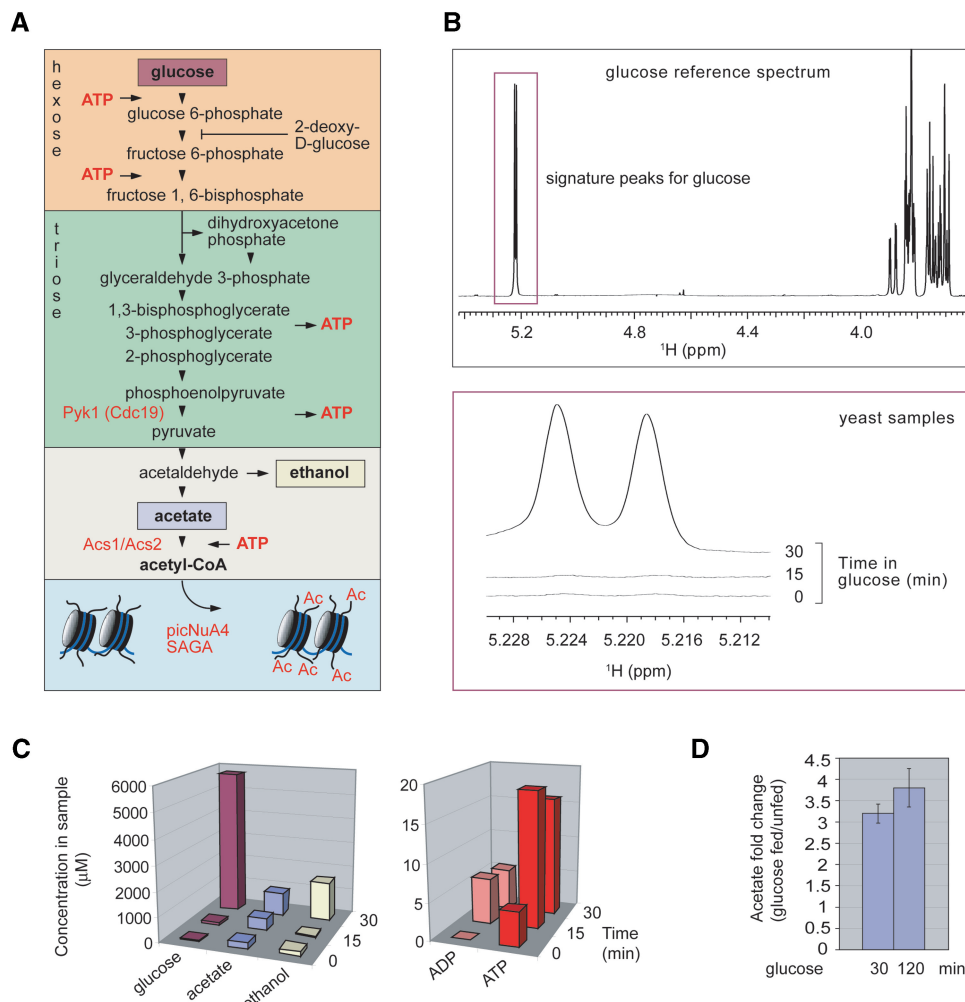 A
hexose
glucose
ATP
glucose 6-phosphate
2-deoxy-
D-glucose
fructose 6-phosphate
ATP
fructose 1, 6-bisphosphate
triose
dihydroxyacetone
phosphate
glyceraldehyde 3-phosphate
1,3-bisphosphoglycerate
ATP
3-phosphoglycerate
2-phosphoglycerate
phosphoenolpyruvate
Pyk1 (Cdc19)
ATP
pyruvate
acetaldehyde
ethanol
acetate
Acs1/Acs2
ATP
acetyl-CoA
Ac
Ac
picNuA4
SAGA
Ac
Ac
Ac
B
glucose reference spectrum
signature peaks for glucose
5.2 4.8 4.4 4.0
1H (ppm)
yeast samples
30
15
0
Time in
glucose (min)
5.228 5.224 5.220 5.216 5.212
1H (ppm)
C
Concentration in sample
(µM)
6000
5000
4000
3000
2000
1000
0
glucose
acetate
ethanol
0
15
30
20
15
10
5
0
ADP
ATP
0
15
30
Time
(min)
D
Acetate fold change
(glucose fed/unfed)
4.5
3.5
3
4
2
4
1
5
0
glucose 30 120 min